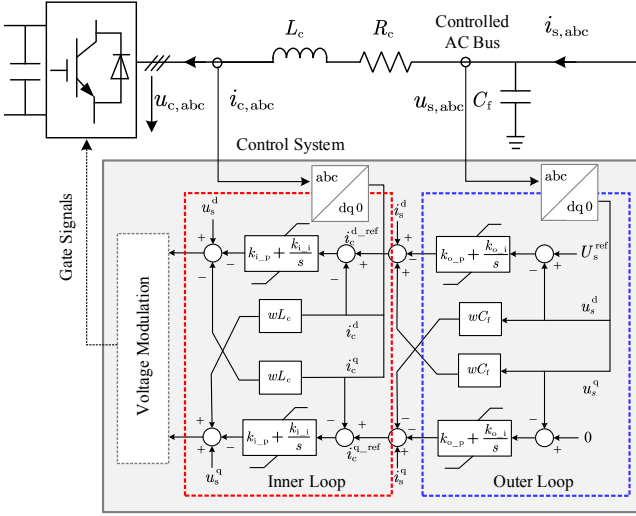 L_c
R_c
Controlled
AC Bus
i_s,abc
u_c,abc
i_c,abc
u_s,abc
C_f
Control System
abc
dq 0
abc
dq 0
Gate Signals
Voltage Modulation
u_s^d
i_s^d
+
−
−
k_i_p + k_i_i/s
i_c^d_ref
−
+
+
−
+
k_o_p + k_o_i/s
−
+
U_s^ref
wL_c
i_c^d
wC_f
u_s^d
wL_c
i_c^q
wC_f
u_s^q
+
+
−
k_i_p + k_i_i/s
−
+
i_c^q_ref
−
−
+
k_o_p + k_o_i/s
−
+
0
u_s^q
i_s^q
Inner Loop
Outer Loop